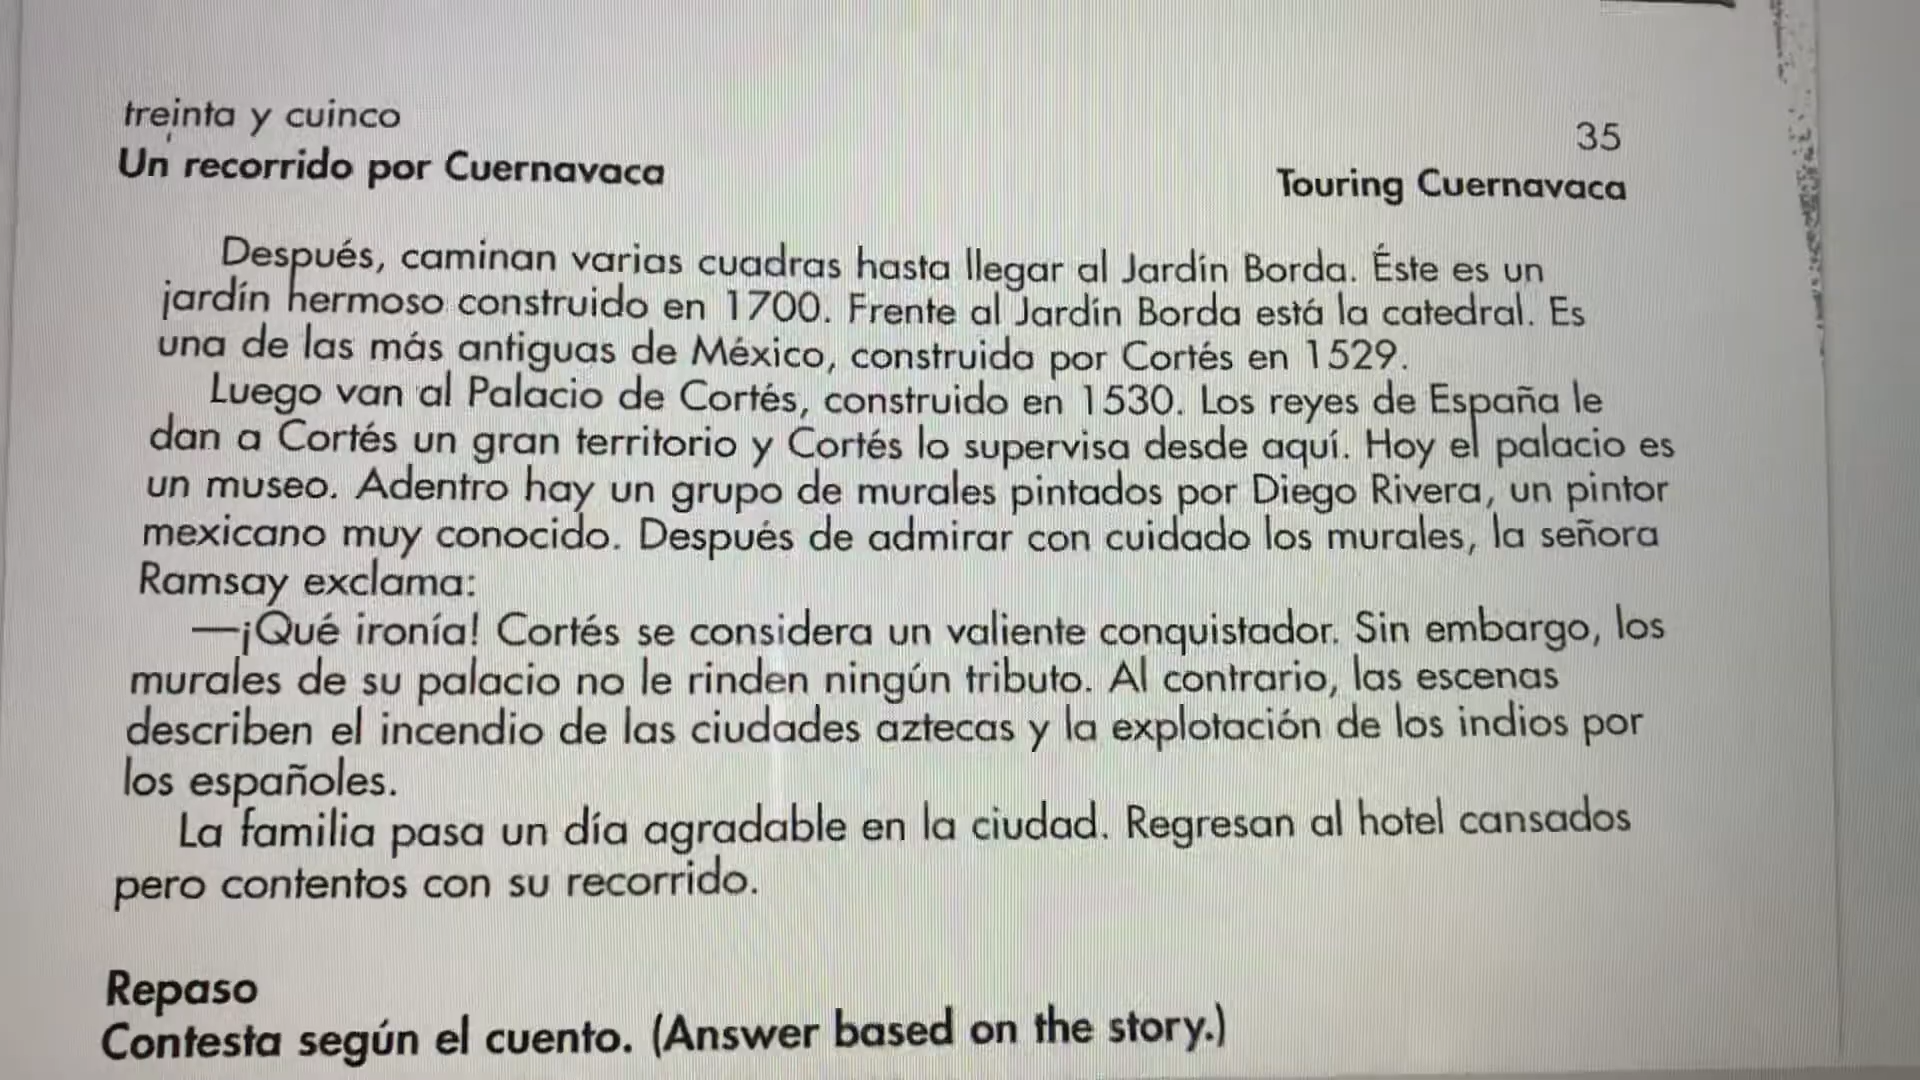 treinta y cuinco
35
Un recorrido por Cuernavaca
Touring Cuernavaca
Después, caminan varias cuadras hasta llegar al Jardín Borda. Éste es un
jardín hermoso construido en 1700. Frente al Jardín Borda está la catedral. Es
una de las más antiguas de México, construida por Cortés en 1529.
Luego van al Palacio de Cortés, construido en 1530. Los reyes de España le
dan a Cortés un gran territorio y Cortés lo supervisa desde aquí. Hoy el palacio es
un museo. Adentro hay un grupo de murales pintados por Diego Rivera, un pintor
mexicano muy conocido. Después de admirar con cuidado los murales, la señora
Ramsay exclama:
—¡Qué ironía! Cortés se considera un valiente conquistador. Sin embargo, los
murales de su palacio no le rinden ningún tributo. Al contrario, las escenas
describen el incendio de las ciudades aztecas y la explotación de los indios por
los españoles.
La familia pasa un día agradable en la ciudad. Regresan al hotel cansados
pero contentos con su recorrido.
Repaso
Contesta según el cuento. (Answer based on the story.)